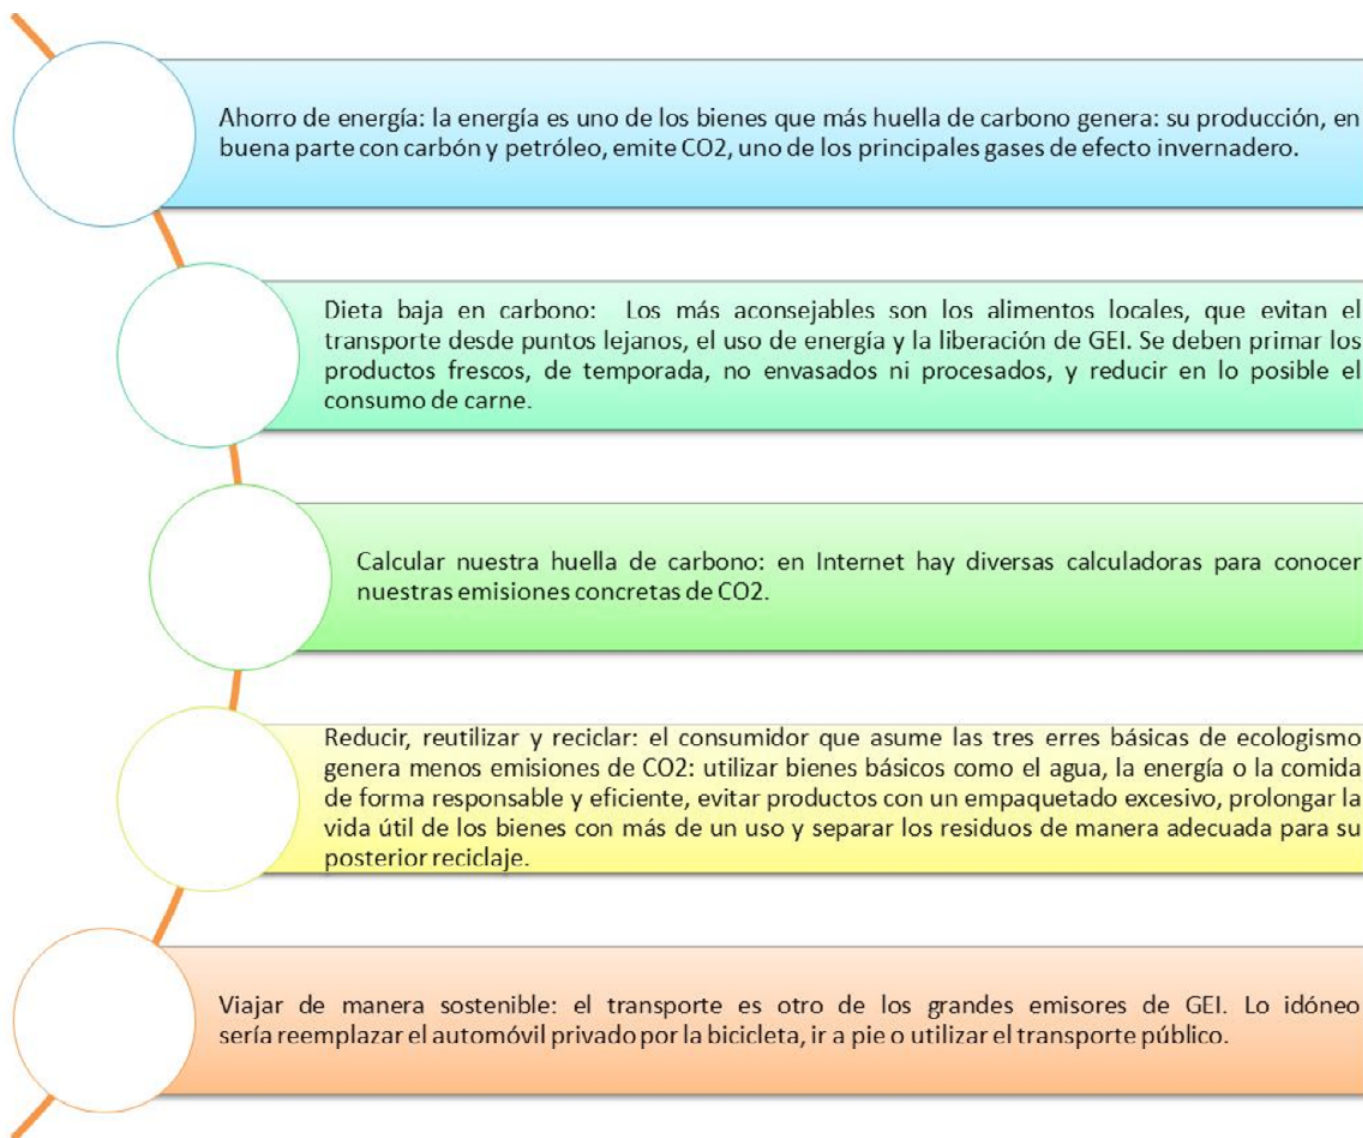 Ahorro de energía: la energía es uno de los bienes que más huella de carbono genera: su producción, en
buena parte con carbón y petróleo, emite CO2, uno de los principales gases de efecto invernadero.
Dieta baja en carbono: Los más aconsejables son los alimentos locales, que evitan el
transporte desde puntos lejanos, el uso de energía y la liberación de GEI. Se deben primar los
productos frescos, de temporada, no envasados ni procesados, y reducir en lo posible el
consumo de carne.
Calcular nuestra huella de carbono: en Internet hay diversas calculadoras para conocer
nuestras emisiones concretas de CO2.
Reducir, reutilizar y reciclar: el consumidor que asume las tres erres básicas de ecologismo
genera menos emisiones de CO2: utilizar bienes básicos como el agua, la energía o la comida
de forma responsable y eficiente, evitar productos con un empaquetado excesivo, prolongar la
vida útil de los bienes con más de un uso y separar los residuos de manera adecuada para su
posterior reciclaje.
Viajar de manera sostenible: el transporte es otro de los grandes emisores de GEI. Lo idóneo
sería reemplazar el automóvil privado por la bicicleta, ir a pie o utilizar el transporte público.